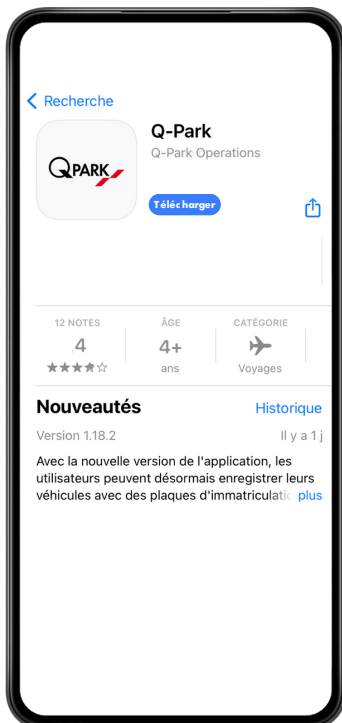 Recherche
QPARK
Q-Park
Q-Park Operations
Télécharger
12 NOTES
ÂGE
CATÉGORIE
4
4+
ans
Voyages
Nouveautés
Historique
Version 1.18.2
Il y a 1 j
Avec la nouvelle version de l'application, les
utilisateurs peuvent désormais enregistrer leurs
véhicules avec des plaques d'immatriculatic plus